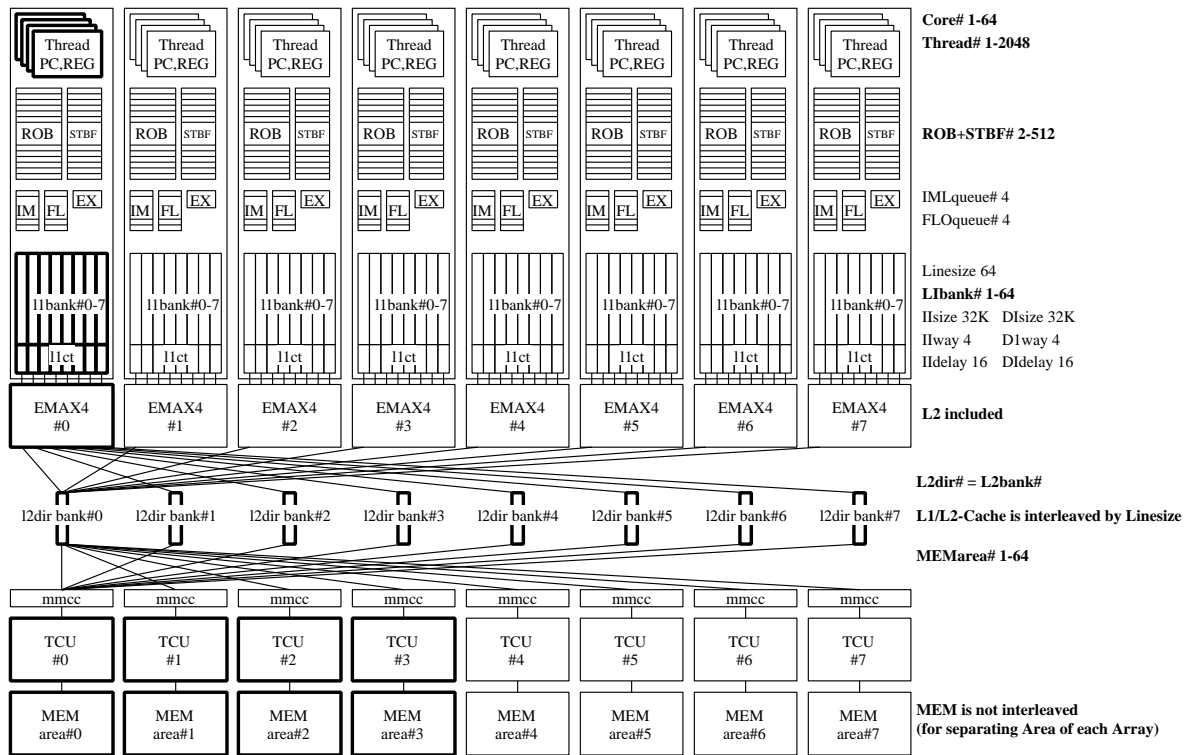 Thread Thread Thread Thread Thread Thread Thread Thread Core# 1-64
PC,REG PC,REG PC,REG PC,REG PC,REG PC,REG PC,REG PC,REG Thread# 1-2048
ROB STBF ROB STBF ROB STBF ROB STBF ROB STBF ROB STBF ROB STBF ROB STBF ROB+STBF# 2-512
IM FL EX IM FL EX IM FL EX IM FL EX IM FL EX IM FL EX IM FL EX IM FL EX IMLqueue# 4
FLOqueue# 4
Linesize 64
l1bank#0-7 l1bank#0-7 l1bank#0-7 l1bank#0-7 l1bank#0-7 l1bank#0-7 l1bank#0-7 l1bank#0-7 LIbank# 1-64
IIsize 32K DIsize 32K
IIway 4 D1way 4
l1ct l1ct l1ct l1ct l1ct l1ct l1ct l1ct IIdelay 16 DIdelay 16
EMAX4 EMAX4 EMAX4 EMAX4 EMAX4 EMAX4 EMAX4 EMAX4 L2 included
#0 #1 #2 #3 #4 #5 #6 #7
L2dir# = L2bank#
l2dir bank#0 l2dir bank#1 l2dir bank#2 l2dir bank#3 l2dir bank#4 l2dir bank#5 l2dir bank#6 l2dir bank#7 L1/L2-Cache is interleaved by Linesize
MEMarea# 1-64
mmcc mmcc mmcc mmcc mmcc mmcc mmcc mmcc
TCU TCU TCU TCU TCU TCU TCU TCU
#0 #1 #2 #3 #4 #5 #6 #7
MEM MEM MEM MEM MEM MEM MEM MEM MEM is not interleaved
area#0 area#1 area#2 area#3 area#4 area#5 area#6 area#7 (for separating Area of each Array)